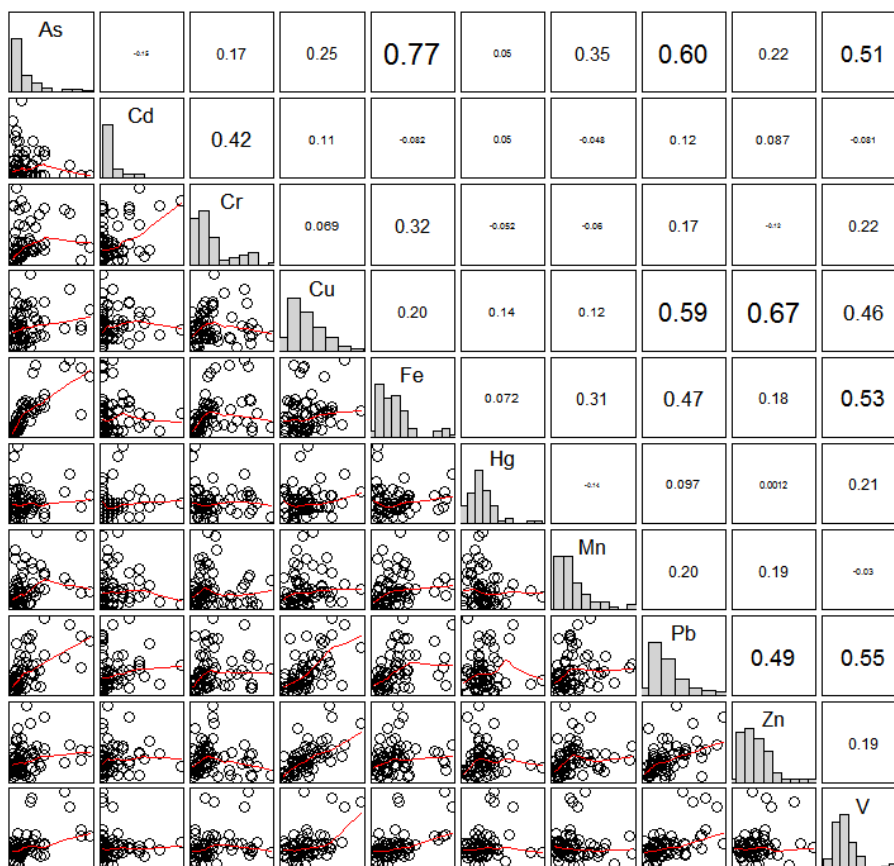 As -0.15 0.17 0.25 0.77 0.05 0.35 0.60 0.22 0.51
Cd 0.42 0.11 -0.082 0.05 -0.048 0.12 0.087 -0.081
Cr 0.069 0.32 -0.052 -0.06 0.17 0.22
Cu 0.20 0.14 0.12 0.59 0.67 0.46
Fe 0.072 0.31 0.47 0.18 0.53
Hg -0.14 0.097 0.0012 0.21
Mn 0.20 0.19 -0.03
Pb 0.49 0.55
Zn 0.19
V